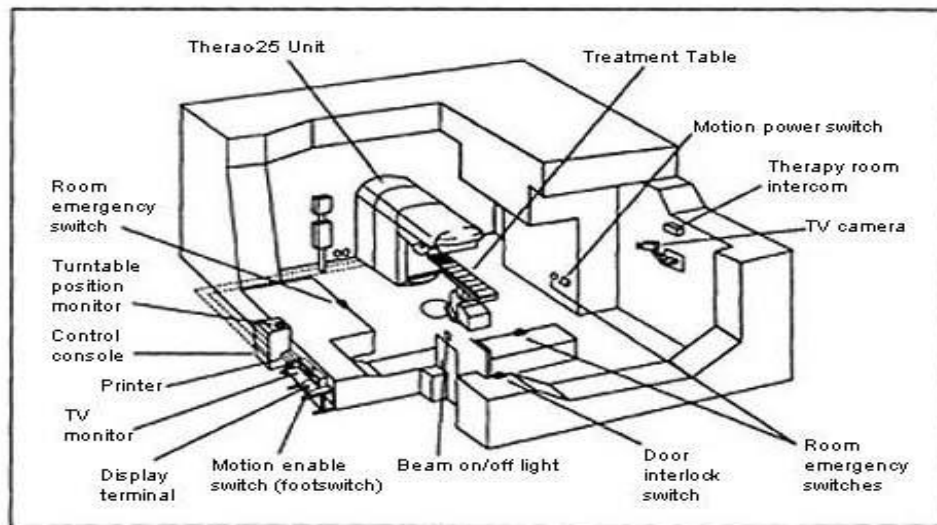 Therac-25 Unit
Treatment Table
Motion power switch
Therapy room
intercom
TV camera
Room
emergency
switch
Turntable
position
monitor
Control
console
Printer
TV
monitor
Display
terminal
Motion enable
switch (footswitch)
Beam on/off light
Door
interlock
switch
Room
emergency
switches